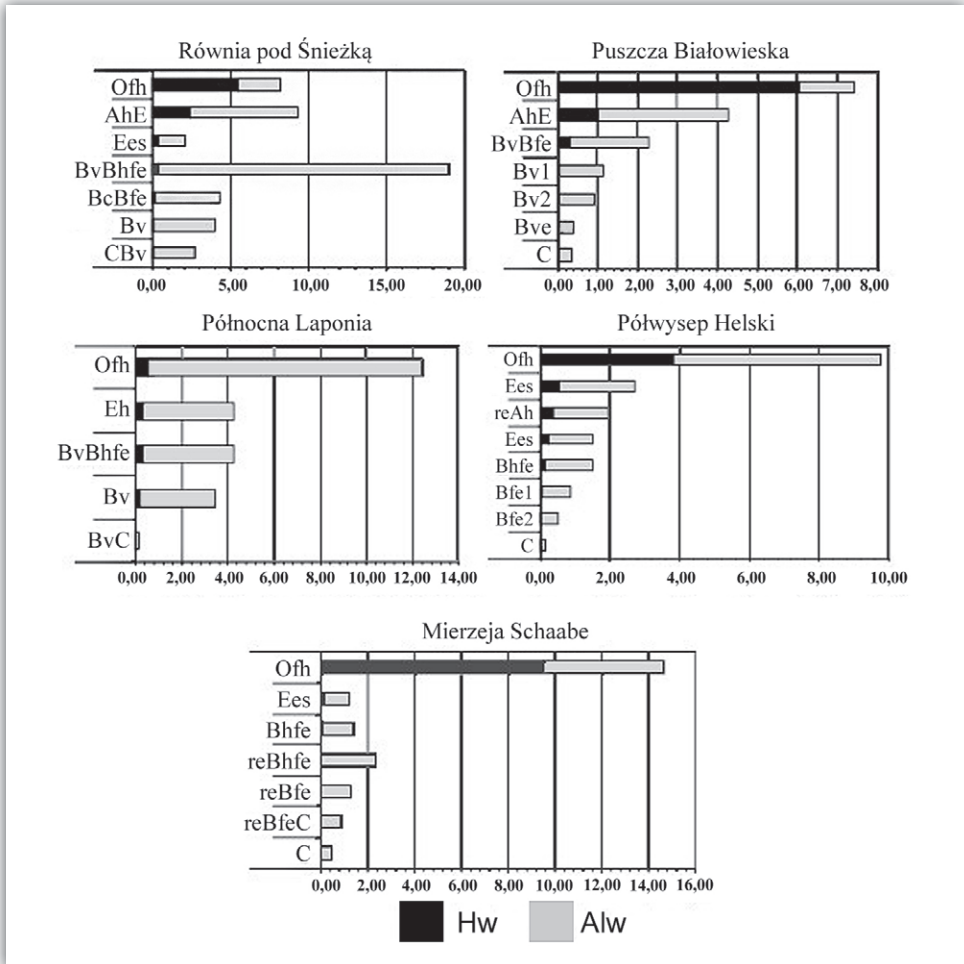 Równia pod Śnieżką
Ofh
AhE
Ees
BvBhfe
BcBfe
Bv
CBv
0,00 5,00 10,00 15,00 20,00
Puszcza Białowieska
Ofh
AhE
BvBfe
Bv1
Bv2
Bve
C
0,00 1,00 2,00 3,00 4,00 5,00 6,00 7,00 8,00
Północna Laponia
Ofh
Eh
BvBhfe
Bv
BvC
0,00 2,00 4,00 6,00 8,00 10,00 12,00 14,00
Półwysep Helski
Ofh
Ees
reAh
Ees
Bhfe
Bfe1
Bfe2
C
0,00 2,00 4,00 6,00 8,00 10,00
Mierzeja Schaabe
Ofh
Ees
Bhfe
reBhfe
reBfe
reBfeC
C
0,00 2,00 4,00 6,00 8,00 10,00 12,00 14,00 16,00
Hw Alw